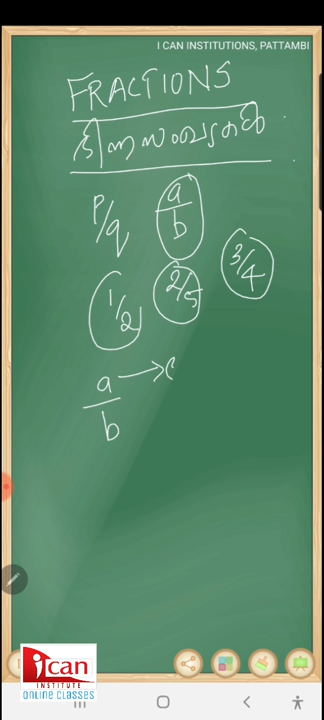 I CAN INSTITUTIONS, PATTAMBI
FRACTIONS
ഭിന്നസംഖ്യകൾ
p/q a/b
1/2 2/5 3/4
a/b →
ican
INSTITUTE
ONLINE CLASSES